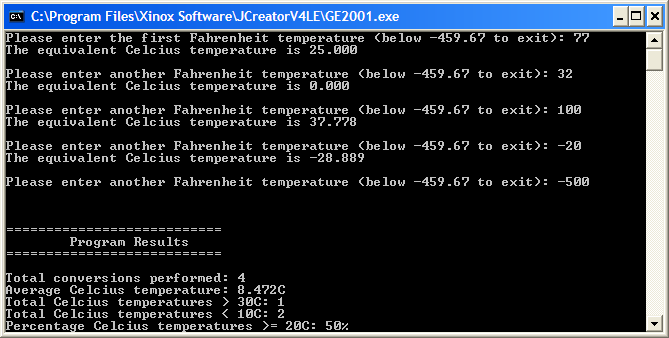 C:\Program Files\Xinox Software\JCreatorV4LE\GE2001.exe
Please enter the first Fahrenheit temperature (below -459.67 to exit): 77
The equivalent Celcius temperature is 25.000
Please enter another Fahrenheit temperature (below -459.67 to exit): 32
The equivalent Celcius temperature is 0.000
Please enter another Fahrenheit temperature (below -459.67 to exit): 100
The equivalent Celcius temperature is 37.778
Please enter another Fahrenheit temperature (below -459.67 to exit): -20
The equivalent Celcius temperature is -28.889
Please enter another Fahrenheit temperature (below -459.67 to exit): -500
===========================
Program Results
===========================
Total conversions performed: 4
Average Celcius temperature: 8.472C
Total Celcius temperatures > 30C: 1
Total Celcius temperatures < 10C: 2
Percentage Celcius temperatures >= 20C: 50%